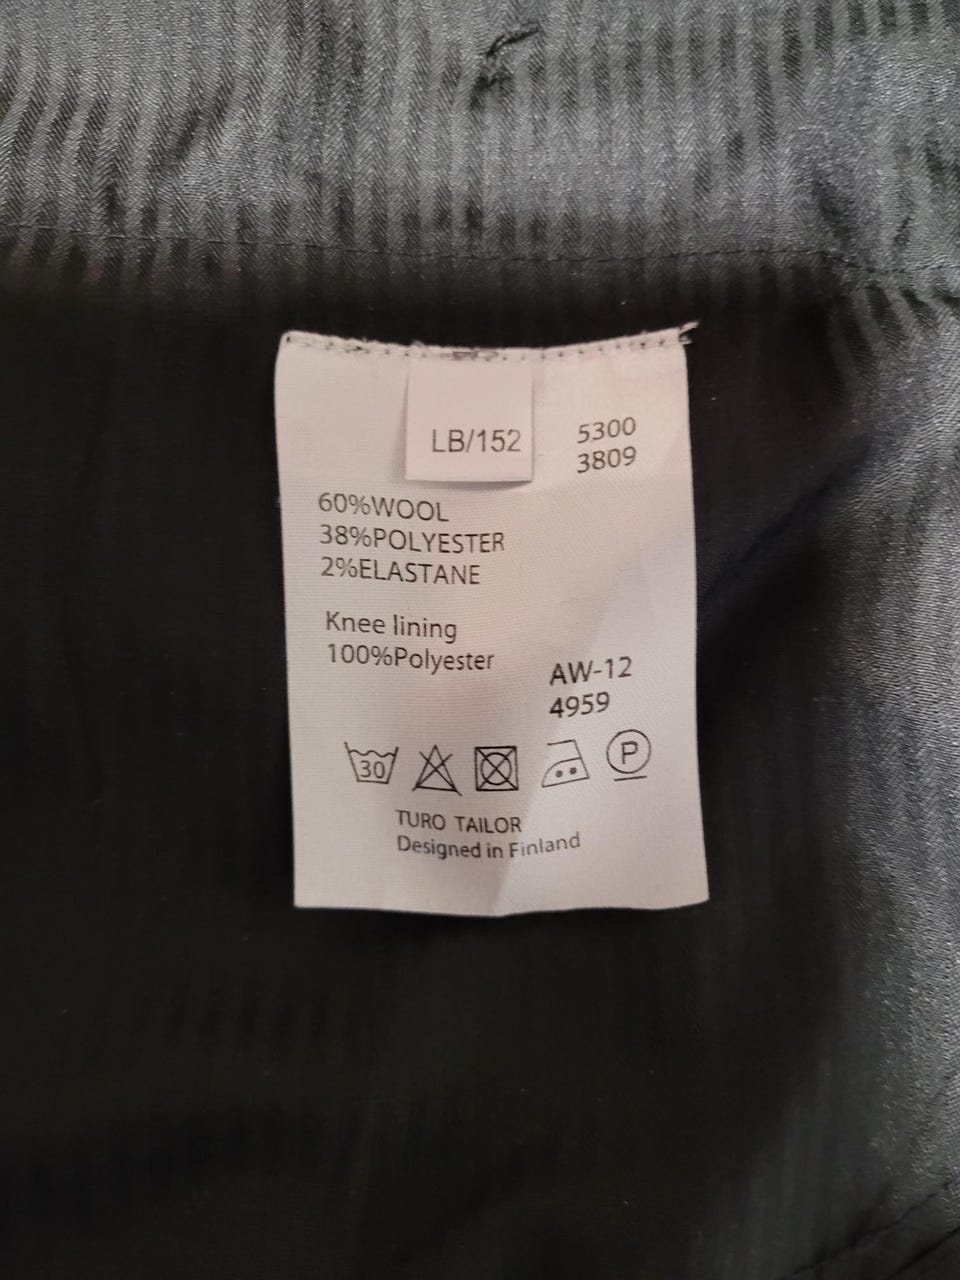 LB/152
5300
3809
60%WOOL
38%POLYESTER
2%ELASTANE
Knee lining
100%Polyester
AW-12
4959
30
P
TURO TAILOR
Designed in Finland